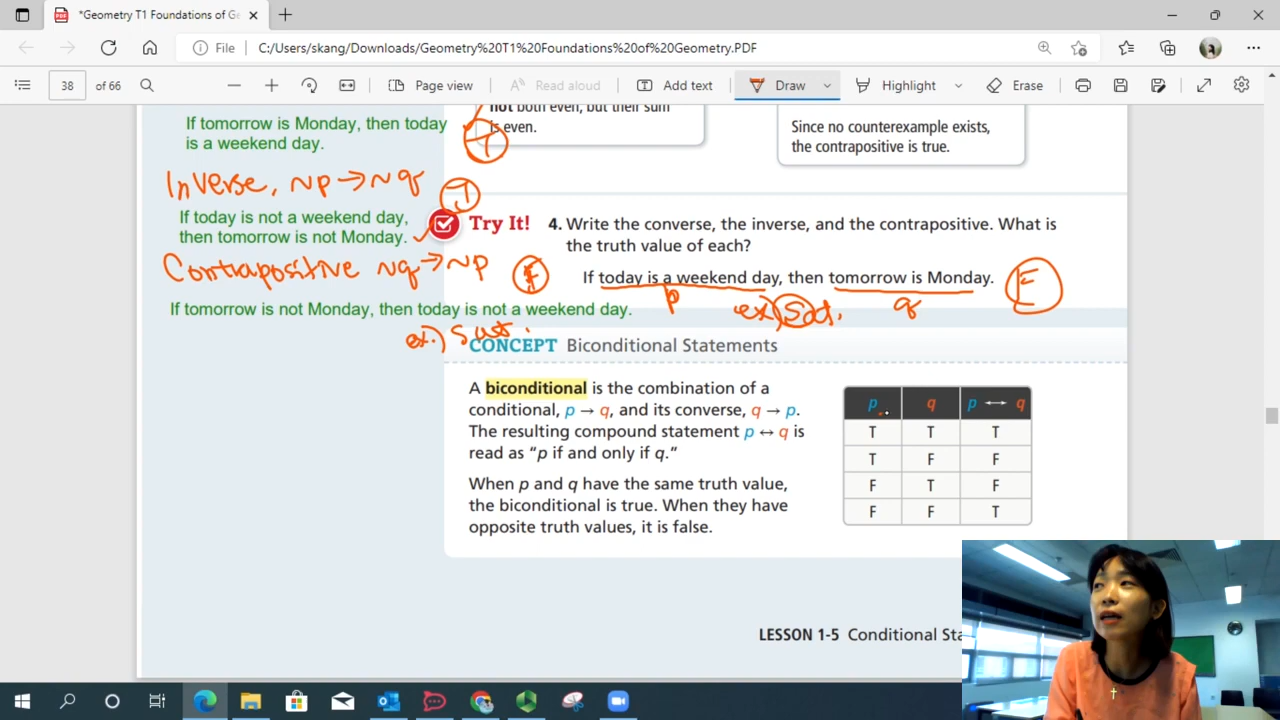 *Geometry T1 Foundations of Ge
File C:/Users/skang/Downloads/Geometry%20T1%20Foundations%20of%20Geometry.PDF
38 of 66 Page view Read aloud Add text Draw Highlight Erase
If tomorrow is Monday, then today
is a weekend day.
Inverse, ~p → ~q T
If today is not a weekend day,
then tomorrow is not Monday.
Contrapositive ~q → ~p F
If tomorrow is not Monday, then today is not a weekend day.
ex.) Sat.
not both even, but their sum
is even.
T
Since no counterexample exists,
the contrapositive is true.
Try It! 4. Write the converse, the inverse, and the contrapositive. What is
the truth value of each?
If today is a weekend day, then tomorrow is Monday. F
p ex) Sat. q
CONCEPT Biconditional Statements
A biconditional is the combination of a
conditional, p → q, and its converse, q → p.
The resulting compound statement p ↔ q is
read as “p if and only if q.”
When p and q have the same truth value,
the biconditional is true. When they have
opposite truth values, it is false.
p q p ↔ q
T T T
T F F
F T F
F F T
LESSON 1-5 Conditional Sta